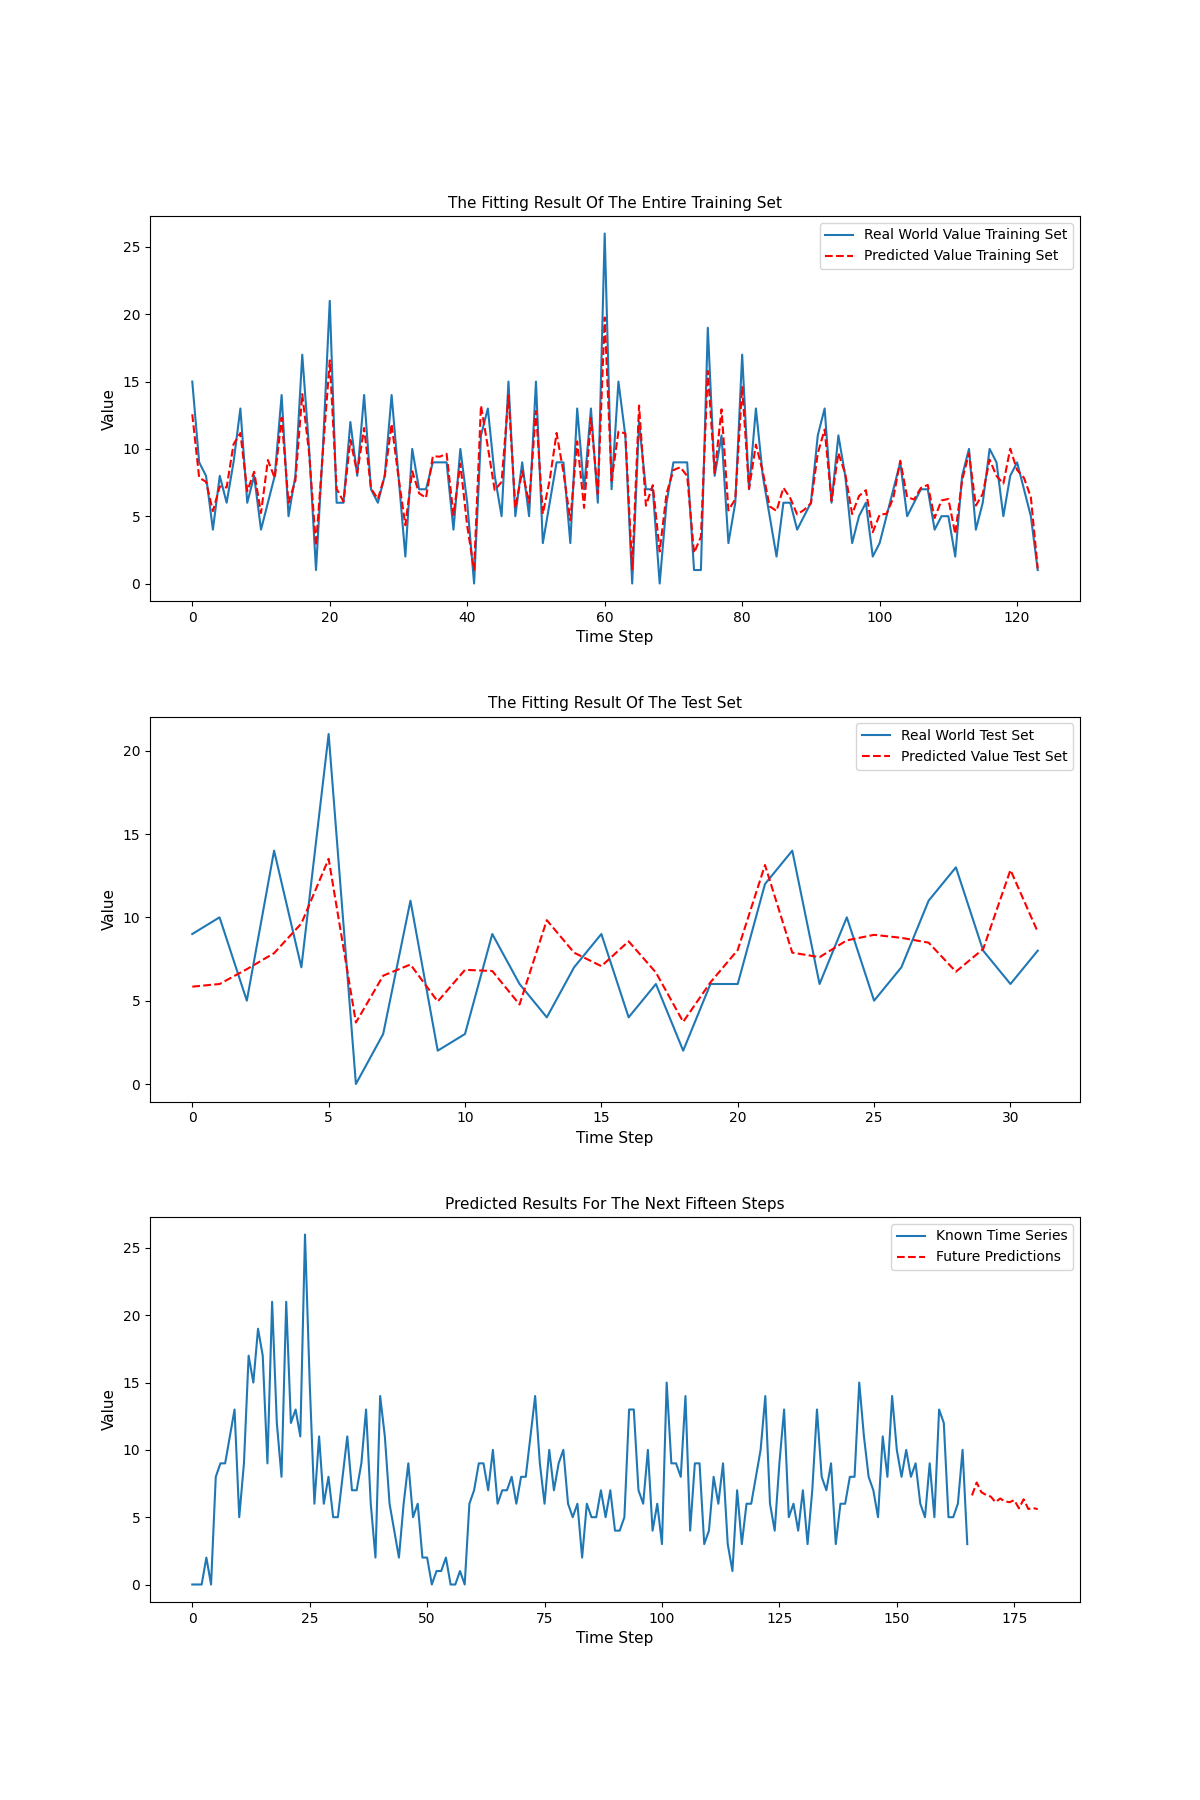 The Fitting Result Of The Entire Training Set
Real World Value Training Set
Predicted Value Training Set
Value
25
20
15
10
5
0
0 20 40 60 80 100 120
Time Step
The Fitting Result Of The Test Set
Real World Test Set
Predicted Value Test Set
Value
20
15
10
5
0
0 5 10 15 20 25 30
Time Step
Predicted Results For The Next Fifteen Steps
Known Time Series
Future Predictions
Value
25
20
15
10
5
0
0 25 50 75 100 125 150 175
Time Step